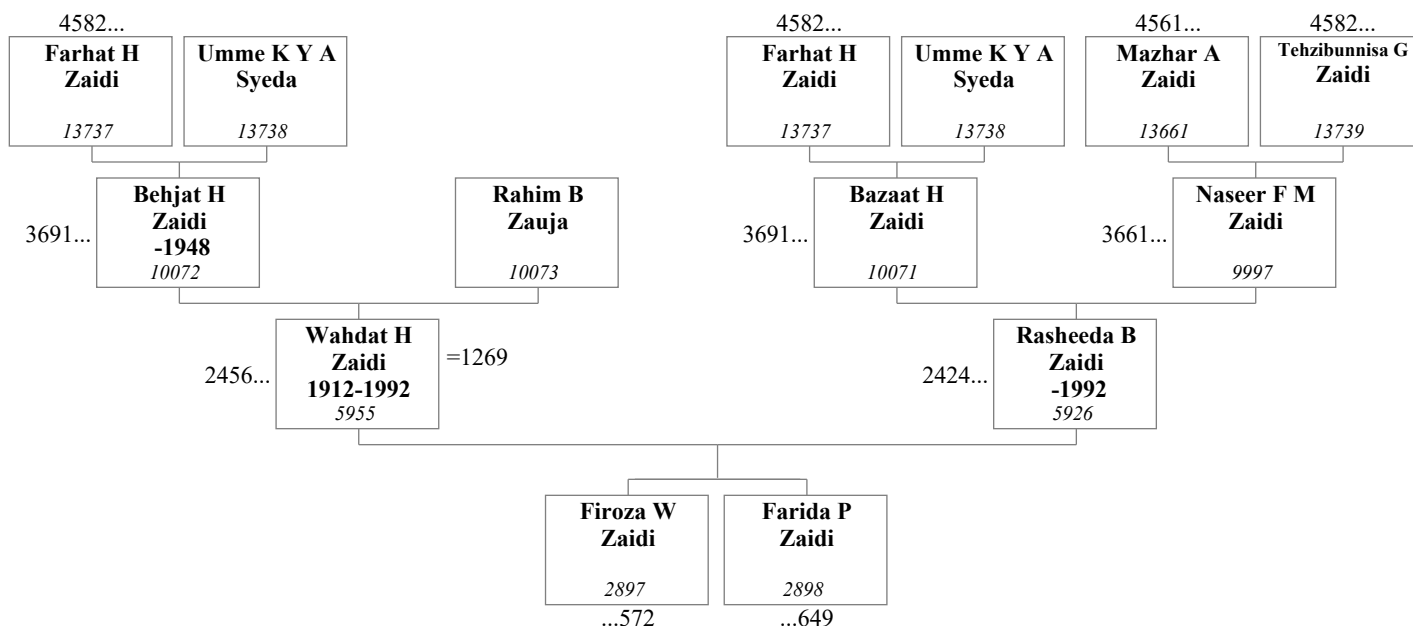 4582...
Farhat H
Zaidi
13737
Umme K Y A
Syeda
13738
4582...
Farhat H
Zaidi
13737
Umme K Y A
Syeda
13738
4561...
Mazhar A
Zaidi
13661
4582...
Tehzibunnisa G
Zaidi
13739
3691...
Behjat H
Zaidi
-1948
10072
Rahim B
Zauja
10073
3691...
Bazaat H
Zaidi
10071
3661...
Naseer F M
Zaidi
9997
2456...
Wahdat H
Zaidi
1912-1992
5955
=1269
2424...
Rasheeda B
Zaidi
-1992
5926
Firoza W
Zaidi
2897
...572
Farida P
Zaidi
2898
...649